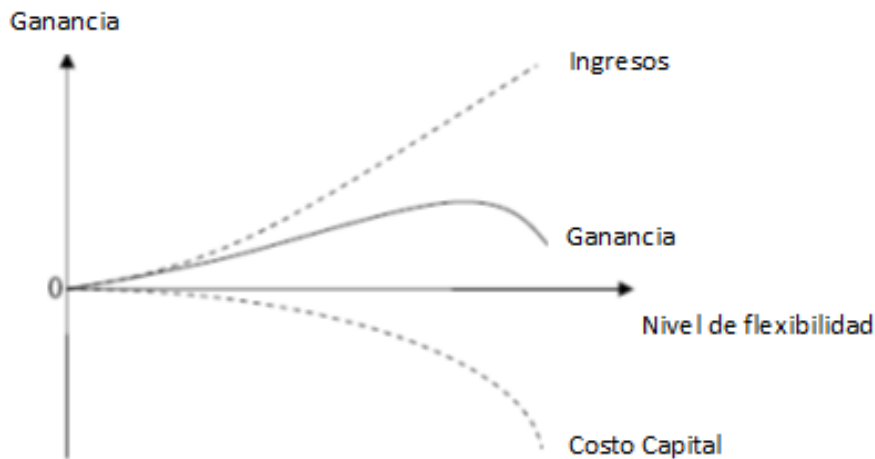 Ganancia
Ingresos
Ganancia
0
Nivel de flexibilidad
Costo Capital